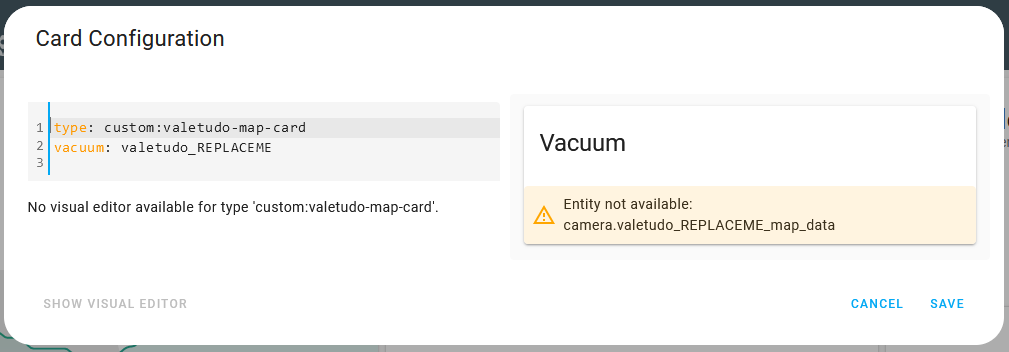 Card Configuration
1 type: custom:valetudo-map-card
2 vacuum: valetudo_REPLACEME
3
No visual editor available for type 'custom:valetudo-map-card'.
Vacuum
Entity not available:
camera.valetudo_REPLACEME_map_data
SHOW VISUAL EDITOR
CANCEL
SAVE